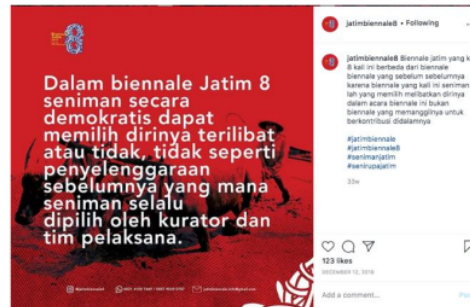 Dalam biennale Jatim 8
seniman secara
demokratis dapat
memilih dirinya terilibat
atau tidak, tidak seperti
penyelenggaraan
sebelumnya yang mana
seniman selalu
dipilih oleh kurator dan
tim pelaksana.
@jatimbiennale8
jatimbiennale8 • Following
jatimbiennale8 Biennale jatim yang k
8 kali ini berbeda dari biennale
biennale yang sebelum sebelumnya
karena biennale yang kali ini seniman
lah yang memilih melibatkan dirinya
dalam acara biennale ini bukan
biennale yang memanggilnya untuk
berkontribusi didalamnya
#jatimbiennale
#jatimbiennale8
#senimanjatim
#senirupajatim
33w
123 likes
DECEMBER 12, 2019
Add a comment...